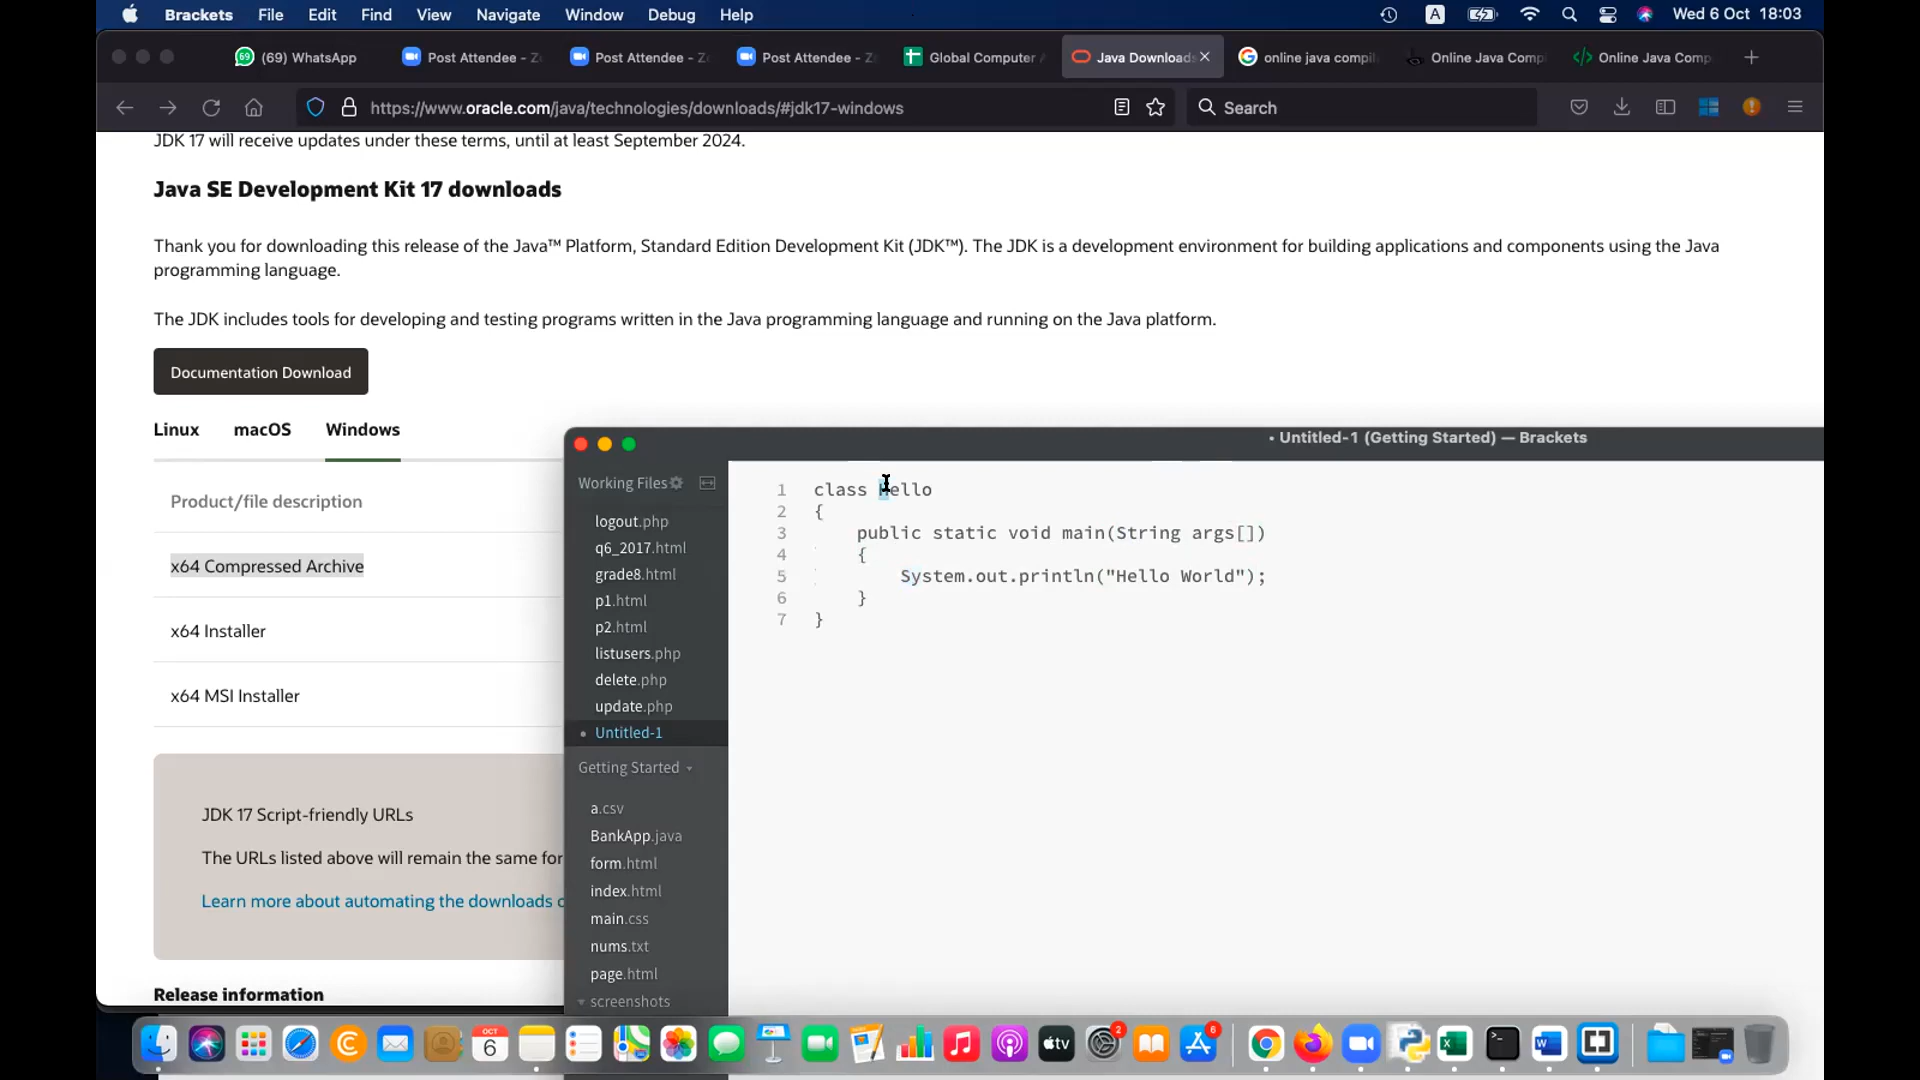 Brackets File Edit Find View Navigate Window Debug Help A Wed 6 Oct 18:03
69 (69) WhatsApp Post Attendee - Zo Post Attendee - Zo Post Attendee - Zo Global Computer Java Downloads online java compil Online Java Comp Online Java Comp
https://www.oracle.com/java/technologies/downloads/#jdk17-windows Search
JDK 17 will receive updates under these terms, until at least September 2024.
Java SE Development Kit 17 downloads
Thank you for downloading this release of the Java™ Platform, Standard Edition Development Kit (JDK™). The JDK is a development environment for building applications and components using the Java
programming language.
The JDK includes tools for developing and testing programs written in the Java programming language and running on the Java platform.
Documentation Download
Linux macOS Windows
Product/file description
x64 Compressed Archive
x64 Installer
x64 MSI Installer
JDK 17 Script-friendly URLs
The URLs listed above will remain the same for
Learn more about automating the downloads
Release information
• Untitled-1 (Getting Started) — Brackets
Working Files
logout.php
q6_2017.html
grade8.html
p1.html
p2.html
listusers.php
delete.php
update.php
• Untitled-1
Getting Started
a.csv
BankApp.java
form.html
index.html
main.css
nums.txt
page.html
screenshots
1 class Hello
2 {
3 public static void main(String args[])
4 {
5 System.out.println("Hello World");
6 }
7 }
OCT
6
tv
2
6